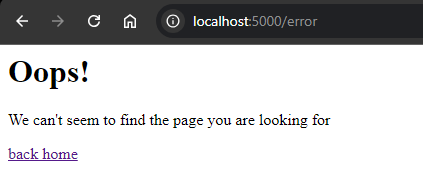 localhost:5000/error
Oops!
We can't seem to find the page you are looking for
back home